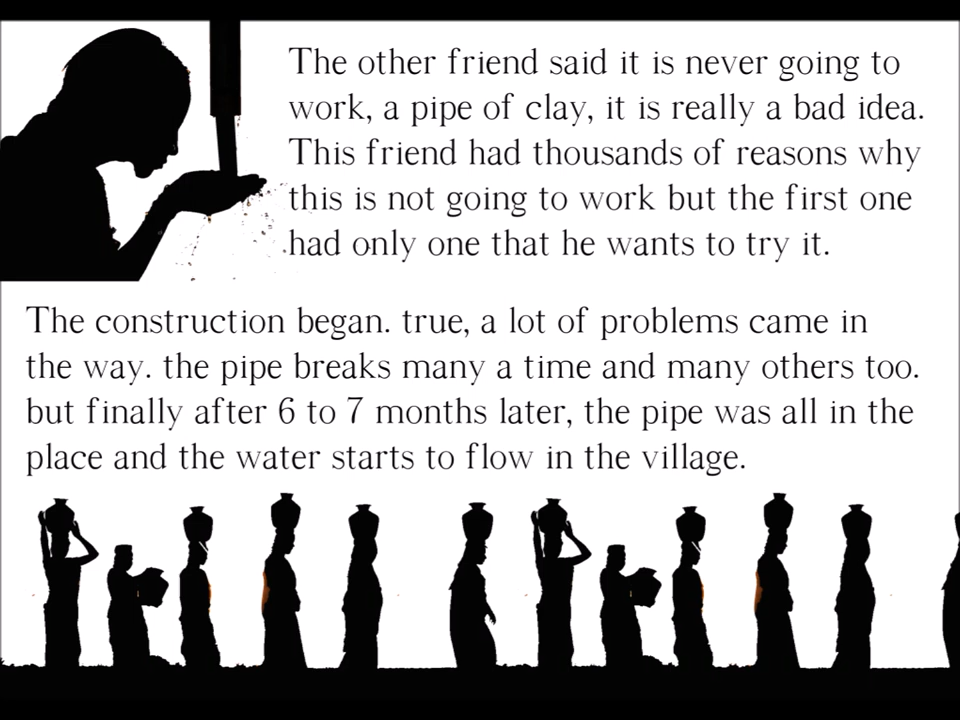 The other friend said it is never going to
work, a pipe of clay, it is really a bad idea.
This friend had thousands of reasons why
this is not going to work but the first one
had only one that he wants to try it.
The construction began. true, a lot of problems came in
the way. the pipe breaks many a time and many others too.
but finally after 6 to 7 months later, the pipe was all in the
place and the water starts to flow in the village.